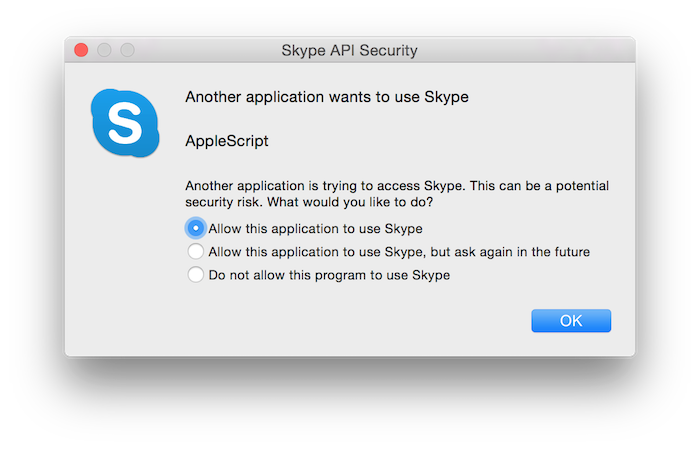 Skype API Security
Another application wants to use Skype
S
AppleScript
Another application is trying to access Skype. This can be a potential
security risk. What would you like to do?
Allow this application to use Skype
Allow this application to use Skype, but ask again in the future
Do not allow this program to use Skype
OK